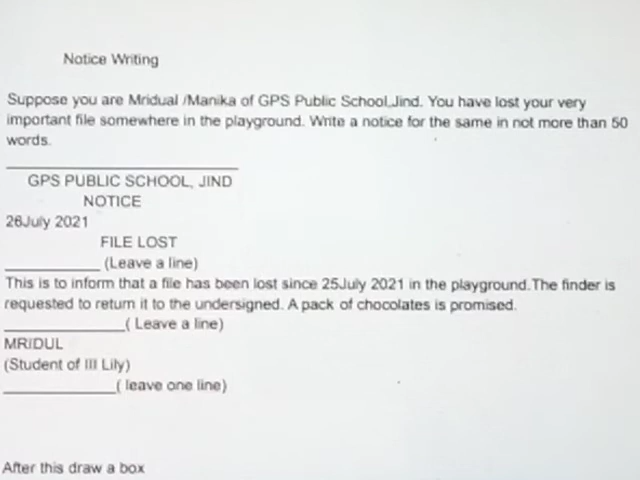 Notice Writing
Suppose you are Mridual /Manika of GPS Public School,Jind. You have lost your very
important file somewhere in the playground. Write a notice for the same in not more than 50
words.
GPS PUBLIC SCHOOL, JIND
NOTICE
26July 2021
FILE LOST
____________ (Leave a line)
This is to inform that a file has been lost since 25July 2021 in the playground.The finder is
requested to return it to the undersigned. A pack of chocolates is promised.
_______________( Leave a line)
MRIDUL
(Student of III Lily)
______________( leave one line)
After this draw a box